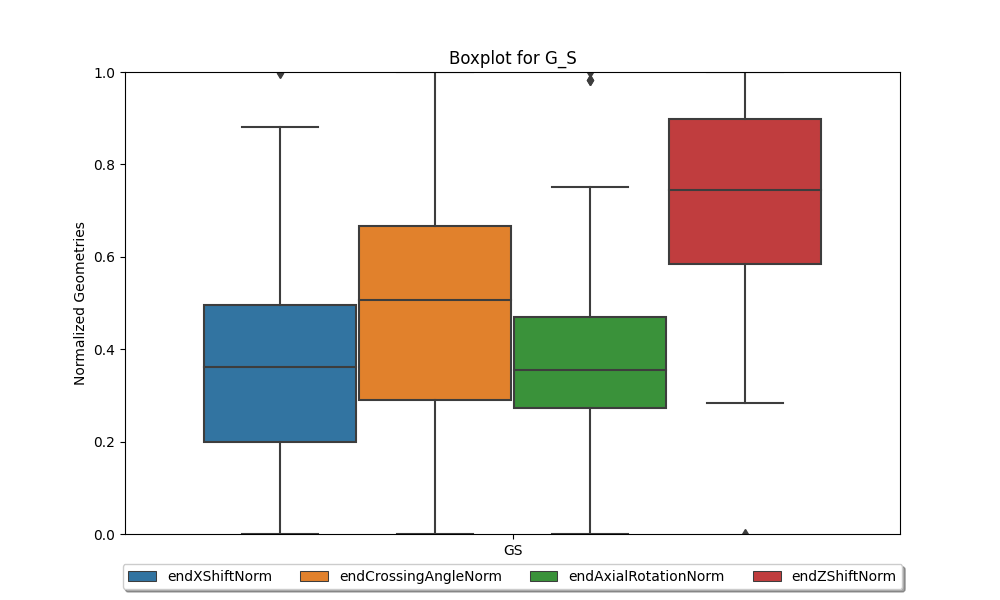 Boxplot for G_S
1.0
0.8
0.6
0.4
0.2
0.0
Normalized Geometries
GS
endXShiftNorm endCrossingAngleNorm endAxialRotationNorm endZShiftNorm